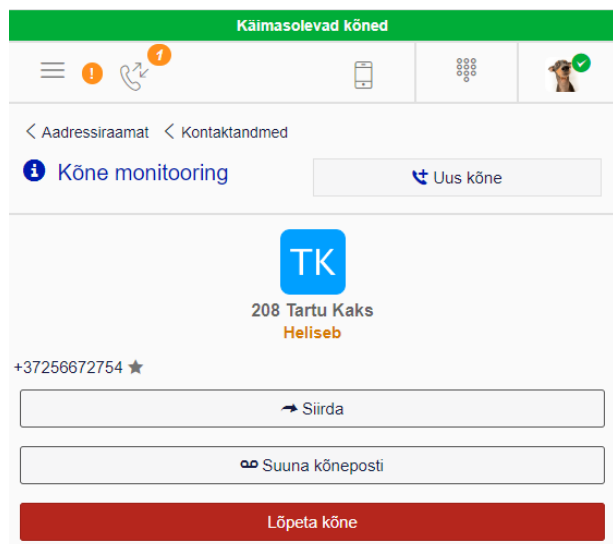 Käimasolevad kõned
! 1
Aadressiraamat Kontaktandmed
Kõne monitooring
Uus kõne
TK
208 Tartu Kaks
Heliseb
+37256672754
Siirda
Suuna kõneposti
Lõpeta kõne